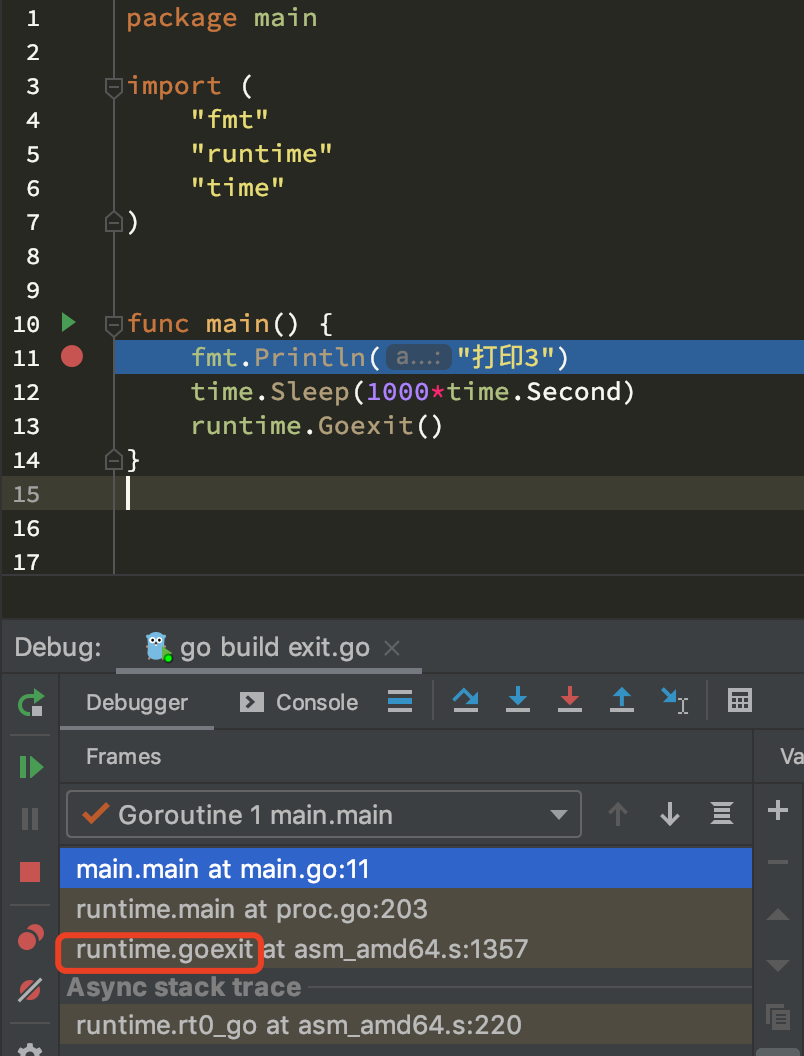 1 package main
2
3 import (
4 "fmt"
5 "runtime"
6 "time"
7 )
8
9
10 func main() {
11 fmt.Println( a...: "打印3")
12 time.Sleep(1000*time.Second)
13 runtime.Goexit()
14 }
15
16
17
Debug: go build exit.go
Debugger Console
Frames Va
Goroutine 1 main.main
main.main at main.go:11
runtime.main at proc.go:203
runtime.goexit at asm_amd64.s:1357
Async stack trace
runtime.rt0_go at asm_amd64.s:220